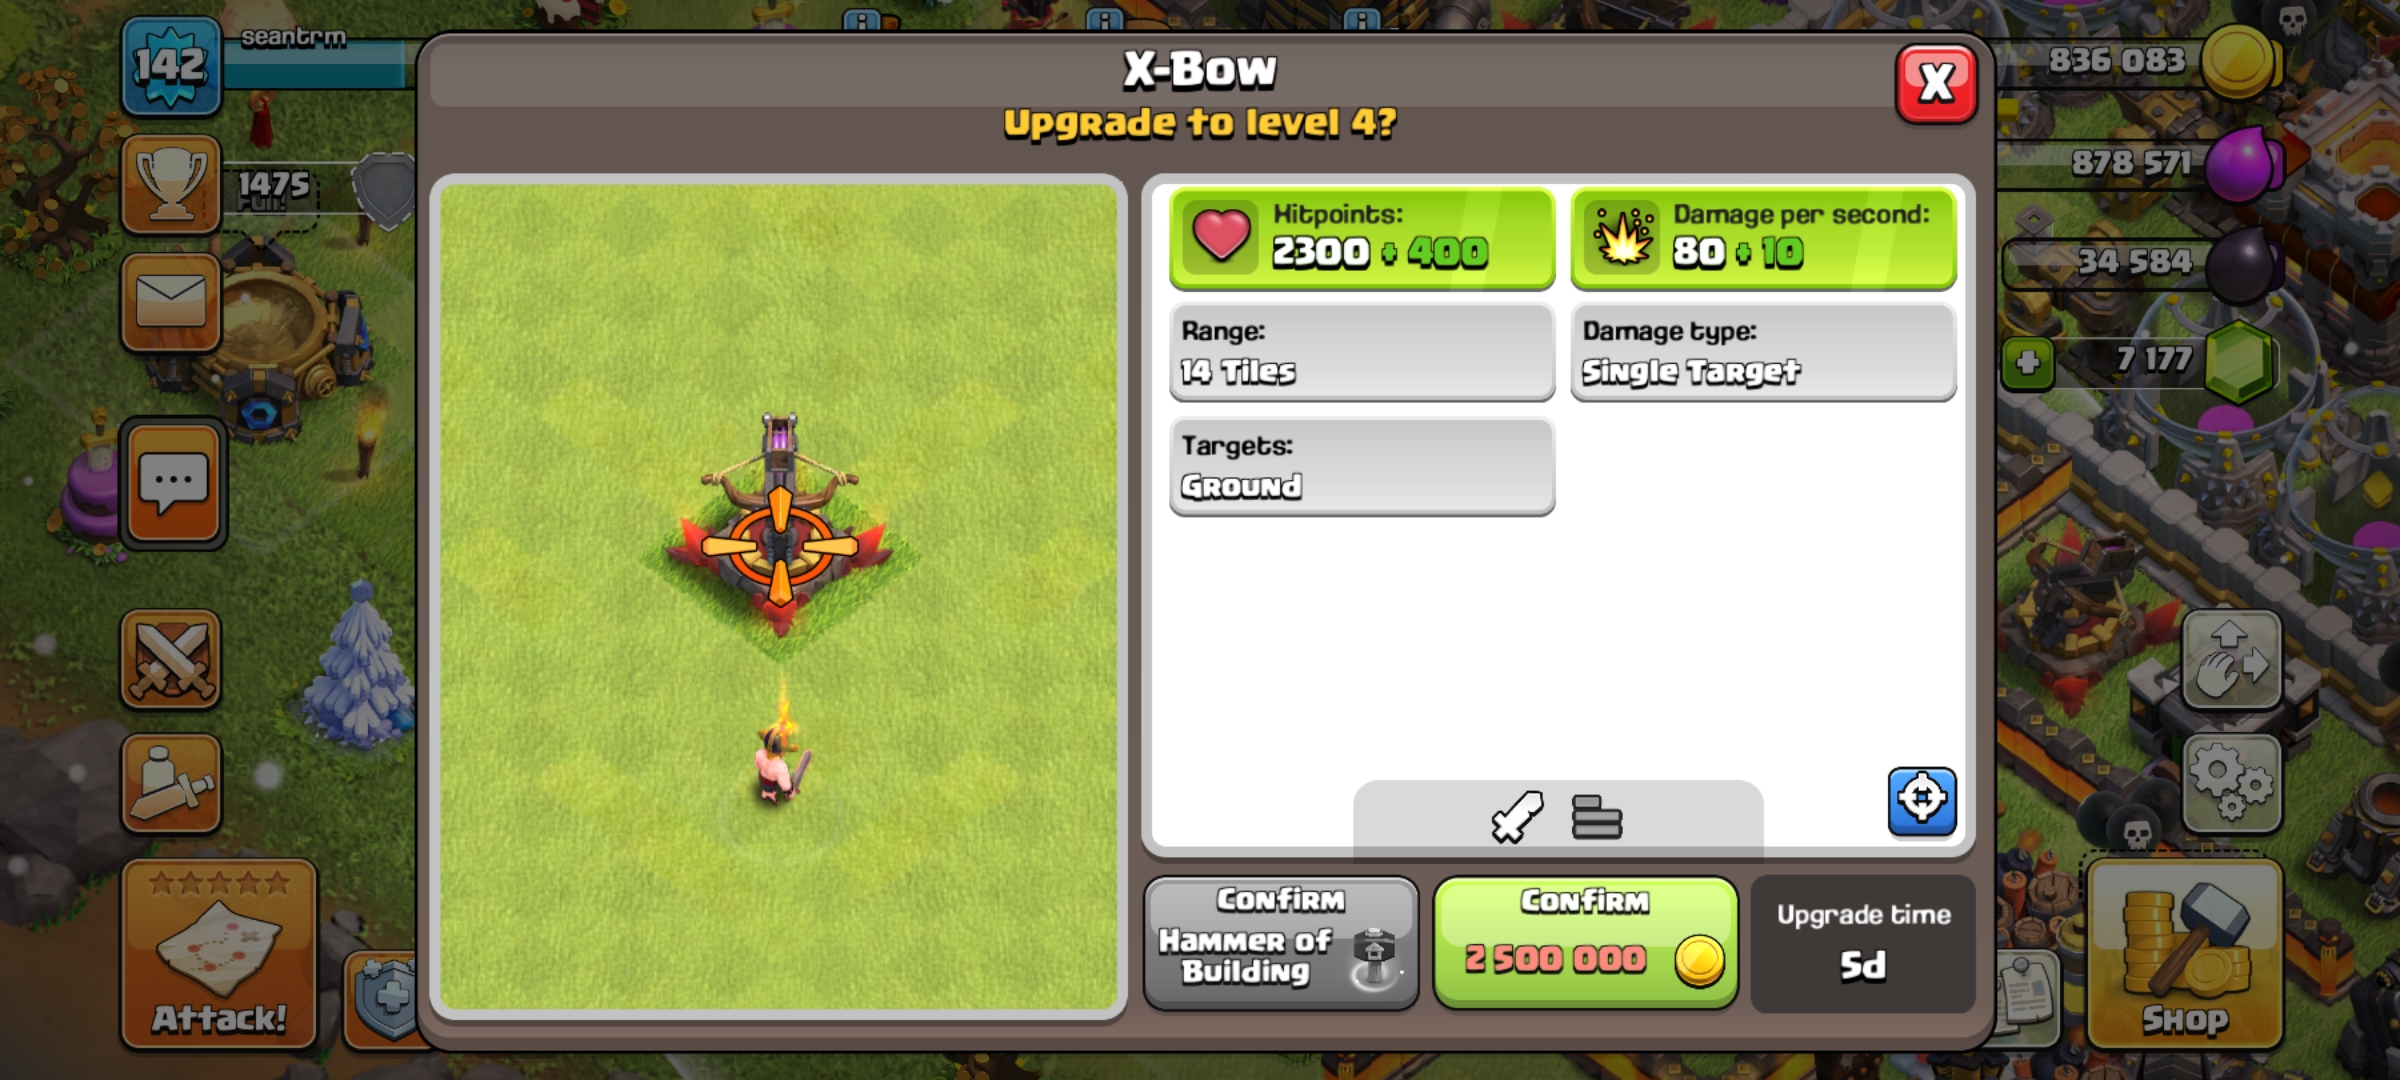 142
seantrm
1475
Full!
Attack!
X-Bow
Upgrade to level 4?
X
Hitpoints:
2300 + 400
Damage per second:
80 + 10
Range:
14 Tiles
Damage type:
Single Target
Targets:
Ground
Confirm
Hammer of
Building
Confirm
2 500 000
Upgrade time
5d
836 083
878 571
34 584
7 177
Shop